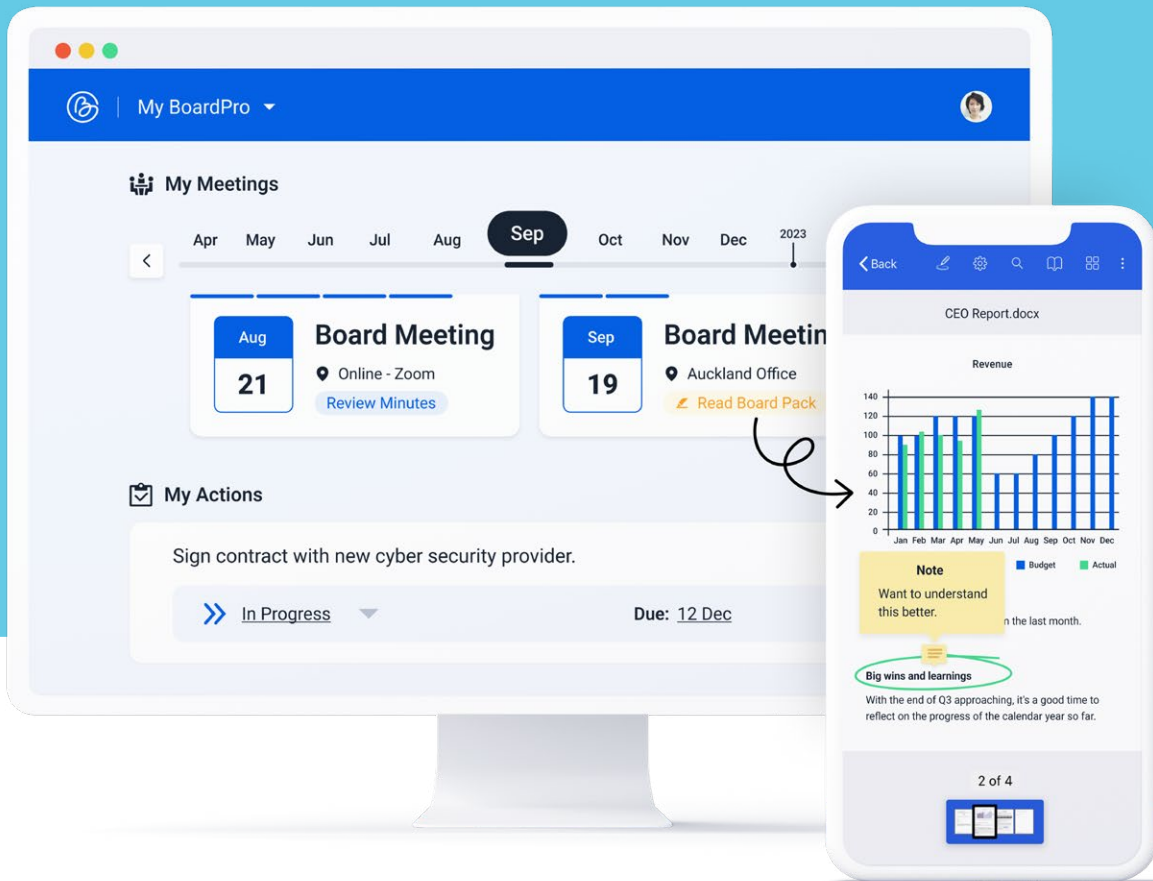 My BoardPro
My Meetings
Apr May Jun Jul Aug Sep Oct Nov Dec 2023
Aug
21
Board Meeting
Online - Zoom
Review Minutes
Sep
19
Board Meetin
Auckland Office
Read Board Pack
My Actions
Sign contract with new cyber security provider.
In Progress
Due: 12 Dec
Back
CEO Report.docx
Revenue
140
120
100
80
60
40
20
0
Jan Feb Mar Apr May Jun Jul Aug Sep Oct Nov Dec
Budget Actual
Note
Want to understand
this better.
n the last month.
Big wins and learnings
With the end of Q3 approaching, it's a good time to
reflect on the progress of the calendar year so far.
2 of 4